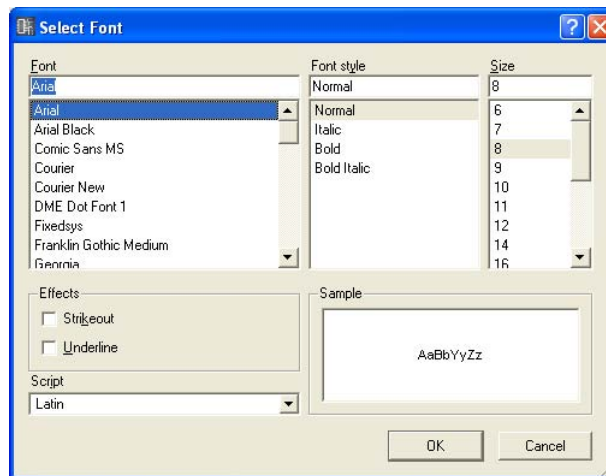 Select Font
Font
Font style
Size
Arial
Normal
8
Arial
Arial Black
Comic Sans MS
Courier
Courier New
DME Dot Font 1
Fixedsys
Franklin Gothic Medium
Georgia
Normal
Italic
Bold
Bold Italic
6
7
8
9
10
11
12
14
16
Effects
Strikeout
Underline
Sample
AaBbYyZz
Script
Latin
OK
Cancel